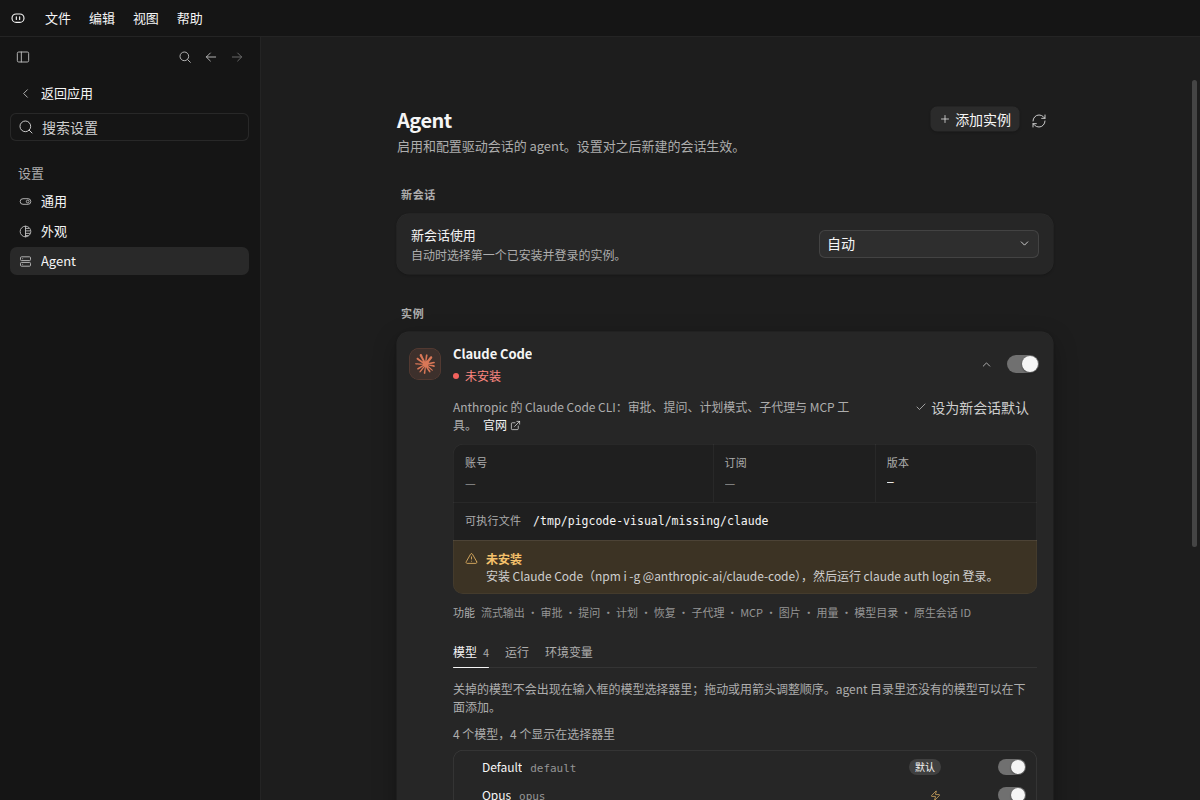 文件 编辑 视图 帮助
返回应用
搜索设置
设置
通用
外观
Agent
Agent
添加实例
启用和配置驱动会话的 agent。设置对之后新建的会话生效。
新会话
新会话使用
自动时选择第一个已安装并登录的实例。
自动
实例
Claude Code
未安装
Anthropic 的 Claude Code CLI：审批、提问、计划模式、子代理与 MCP 工
具。 官网
设为新会话默认
账号 订阅 版本
— — –
可执行文件 /tmp/pigcode-visual/missing/claude
未安装
安装 Claude Code（npm i -g @anthropic-ai/claude-code），然后运行 claude auth login 登录。
功能 流式输出 · 审批 · 提问 · 计划 · 恢复 · 子代理 · MCP · 图片 · 用量 · 模型目录 · 原生会话 ID
模型 4 运行 环境变量
关掉的模型不会出现在输入框的模型选择器里；拖动或用箭头调整顺序。agent 目录里还没有的模型可以在下
面添加。
4 个模型，4 个显示在选择器里
Default default 默认
Opus opus